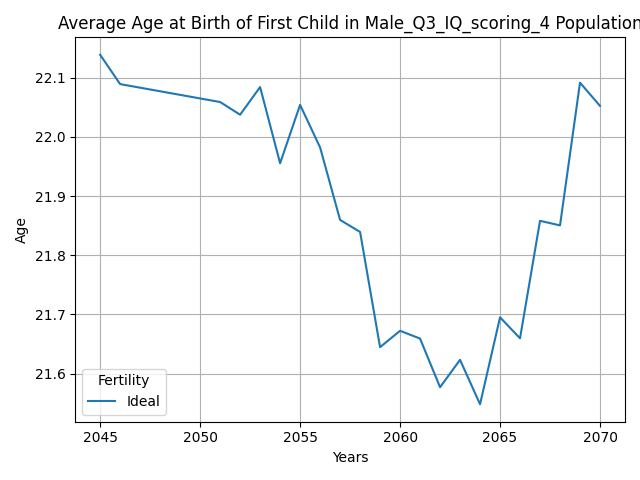 Average Age at Birth of First Child in Male_Q3_IQ_scoring_4 Population
22.1
22.0
21.9
21.8
21.7
21.6
Age
Fertility
Ideal
2045 2050 2055 2060 2065 2070
Years